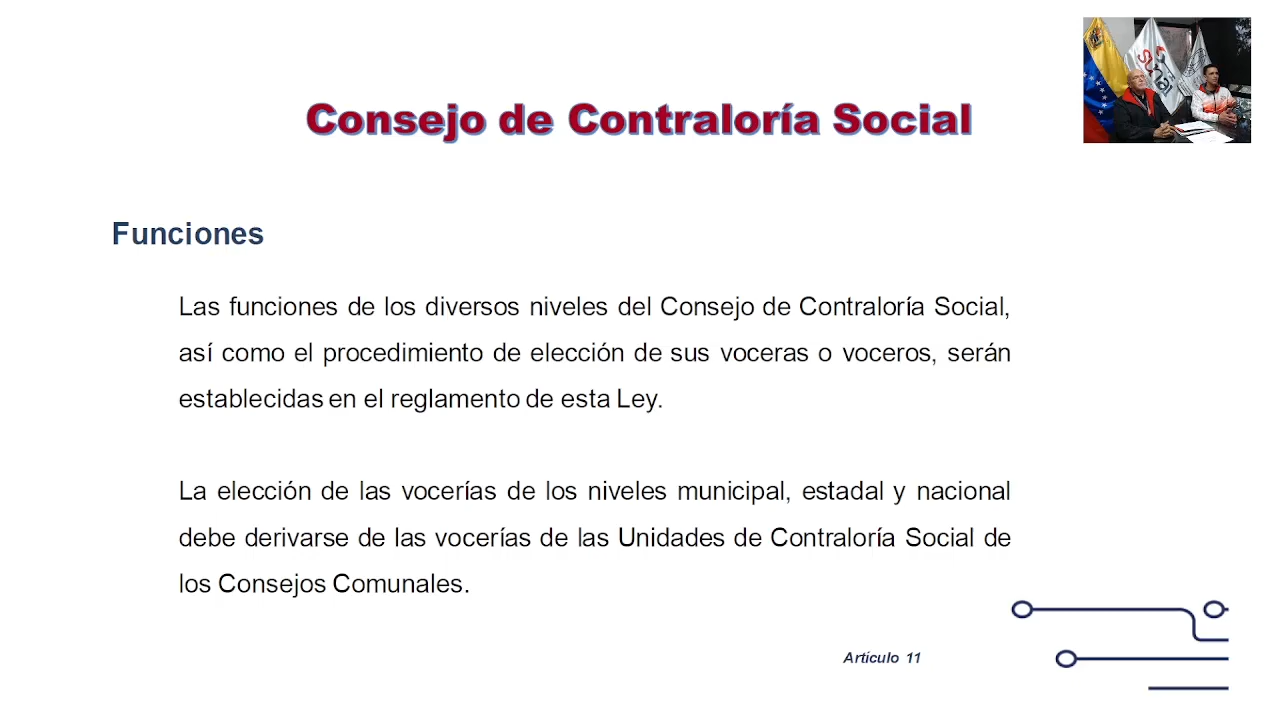 Consejo de Contraloría Social
Funciones
Las funciones de los diversos niveles del Consejo de Contraloría Social,
así como el procedimiento de elección de sus voceras o voceros, serán
establecidas en el reglamento de esta Ley.
La elección de las vocerías de los niveles municipal, estadal y nacional
debe derivarse de las vocerías de las Unidades de Contraloría Social de
los Consejos Comunales.
Artículo 11